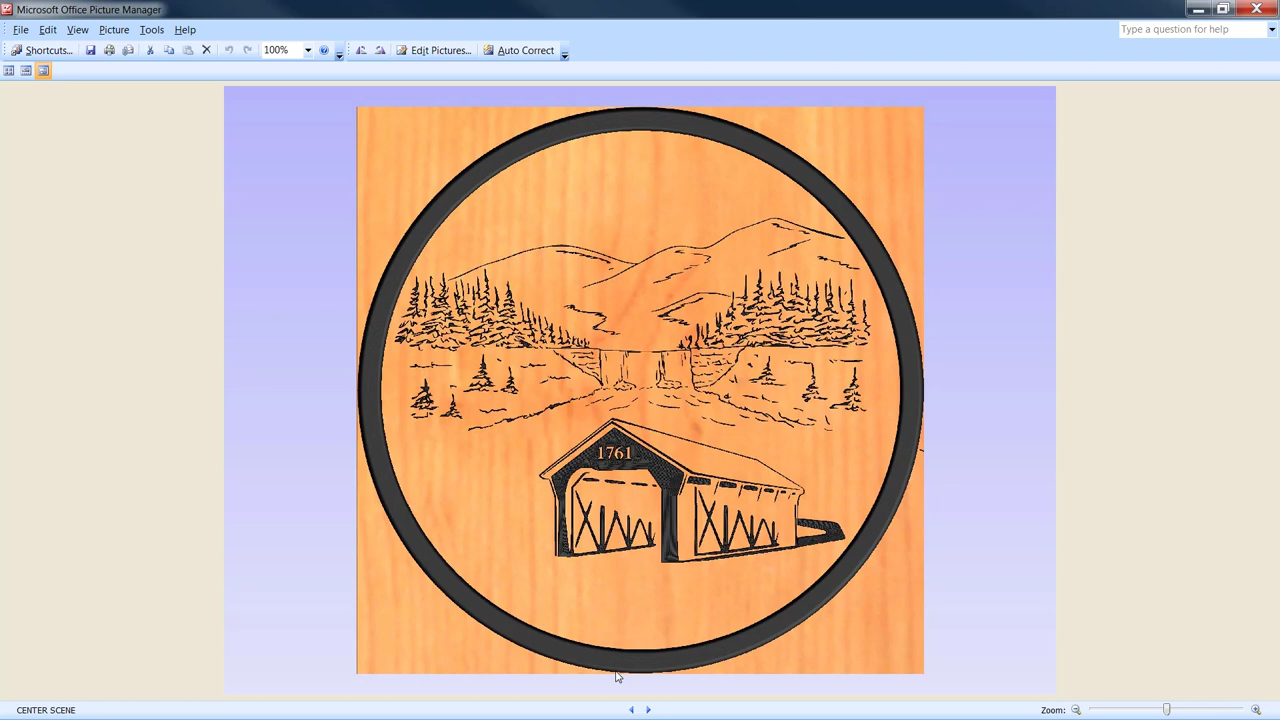 Microsoft Office Picture Manager
File Edit View Picture Tools Help
Type a question for help
Shortcuts... 100% Edit Pictures... Auto Correct
1761
CENTER SCENE
Zoom: